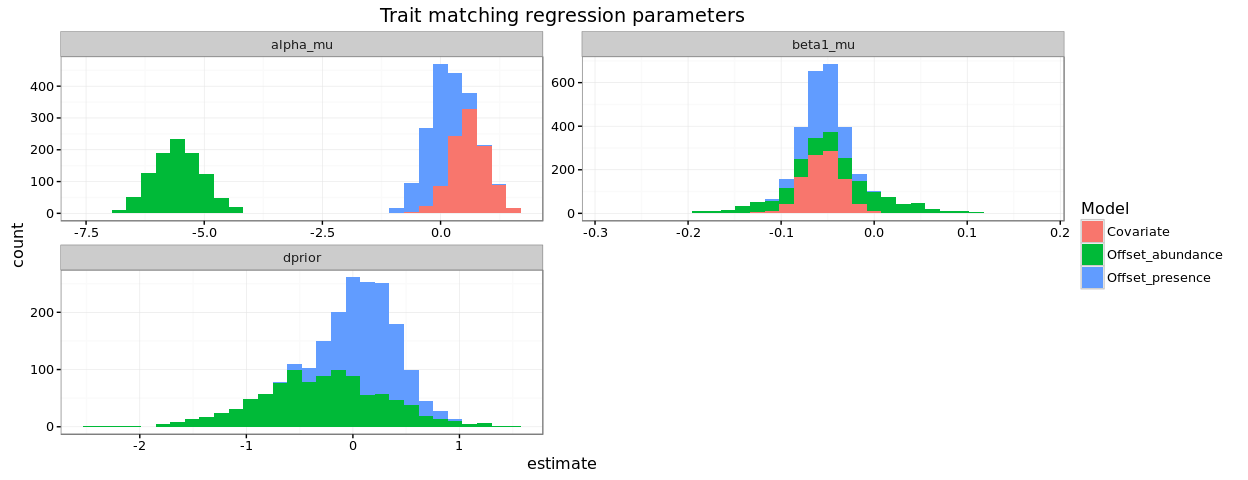 Trait matching regression parameters
alpha_mu
beta1_mu
400
300
200
100
0
-7.5
-5.0
-2.5
0.0
600
400
200
0
-0.3
-0.2
-0.1
0.0
0.1
0.2
dprior
200
100
0
-2
-1
0
1
count
estimate
Model
Covariate
Offset_abundance
Offset_presence